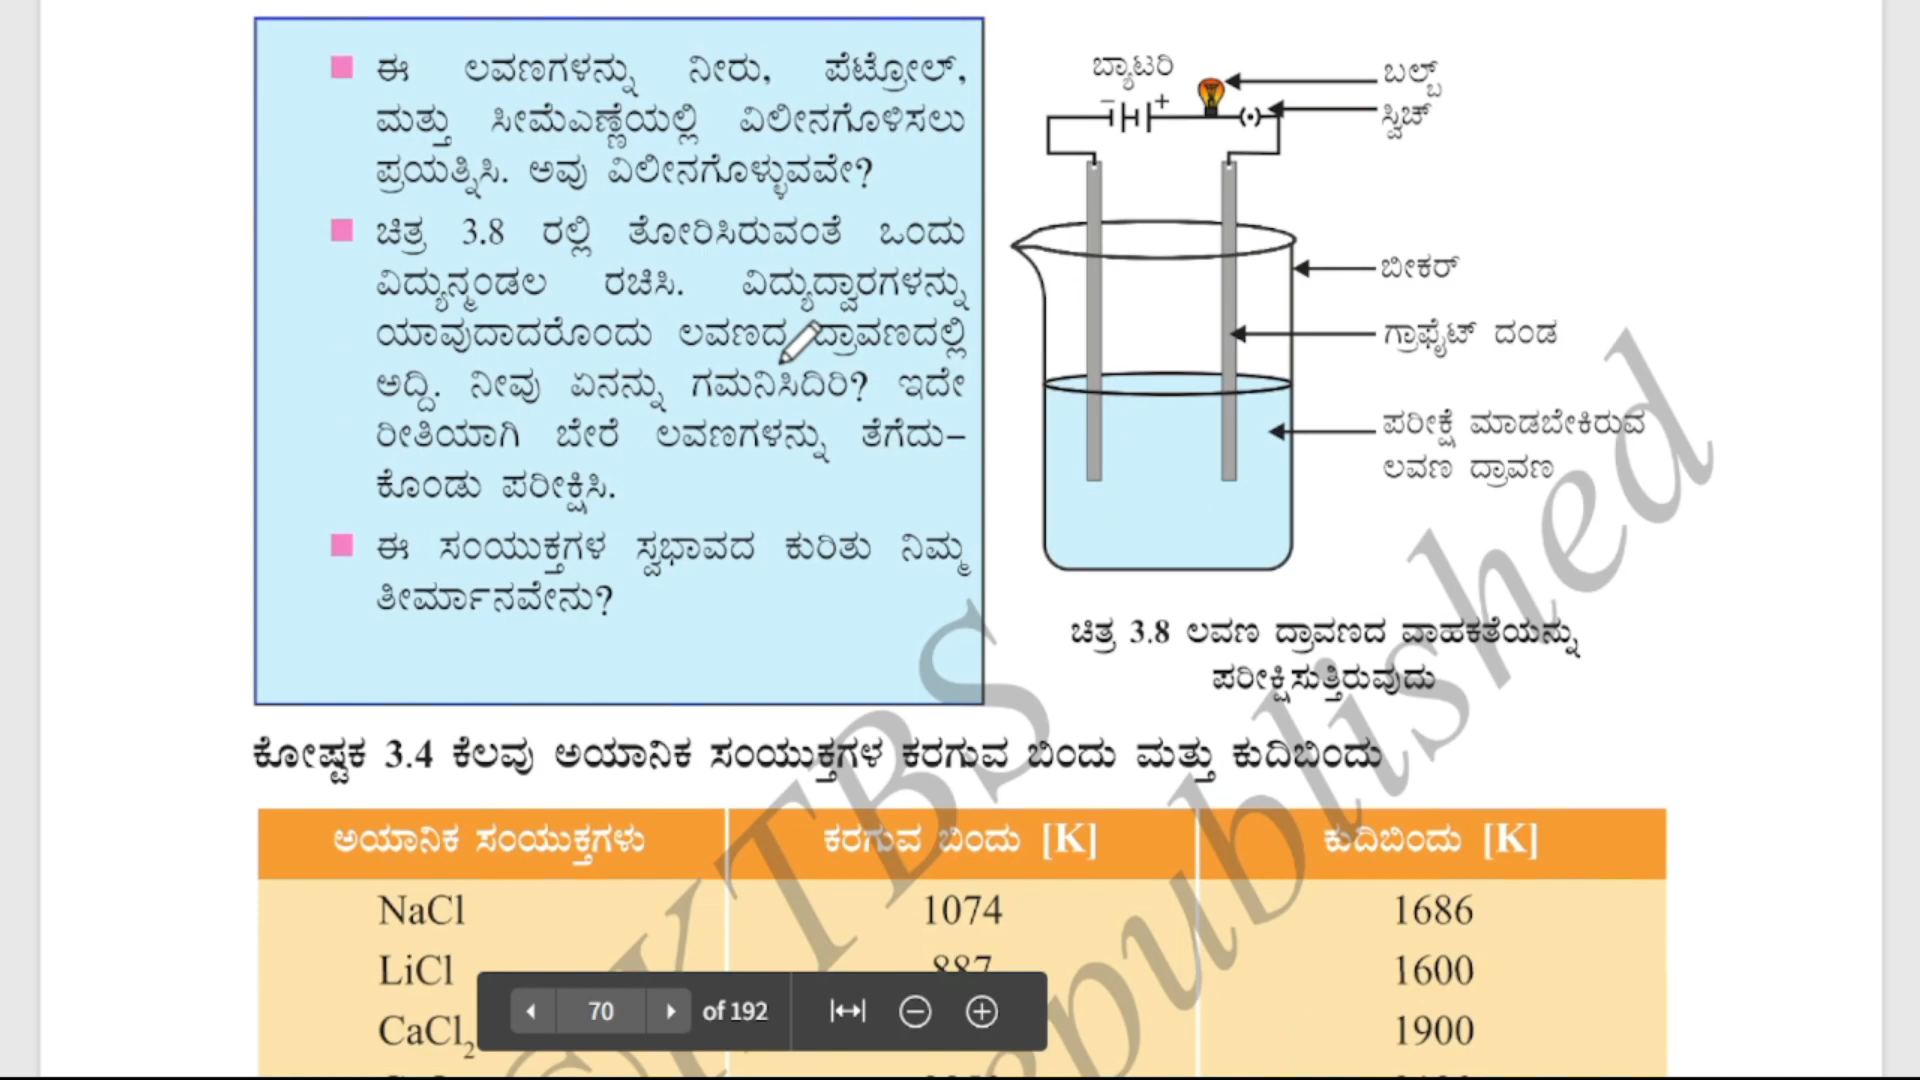 ಈ ಲವಣಗಳನ್ನು ನೀರು, ಪೆಟ್ರೋಲ್,
ಮತ್ತು ಸೀಮೆಎಣ್ಣೆಯಲ್ಲಿ ವಿಲೀನಗೊಳಿಸಲು
ಪ್ರಯತ್ನಿಸಿ. ಅವು ವಿಲೀನಗೊಳ್ಳುವವೇ?
ಚಿತ್ರ 3.8 ರಲ್ಲಿ ತೋರಿಸಿರುವಂತೆ ಒಂದು
ವಿದ್ಯುನ್ಮಂಡಲ ರಚಿಸಿ. ವಿದ್ಯುದ್ವಾರಗಳನ್ನು
ಯಾವುದಾದರೊಂದು ಲವಣದ ದ್ರಾವಣದಲ್ಲಿ
ಅದ್ದಿ. ನೀವು ಏನನ್ನು ಗಮನಿಸಿದಿರಿ? ಇದೇ
ರೀತಿಯಾಗಿ ಬೇರೆ ಲವಣಗಳನ್ನು ತೆಗೆದು-
ಕೊಂಡು ಪರೀಕ್ಷಿಸಿ.
ಈ ಸಂಯುಕ್ತಗಳ ಸ್ವಭಾವದ ಕುರಿತು ನಿಮ್ಮ
ತೀರ್ಮಾನವೇನು?
ಬ್ಯಾಟರಿ
ಬಲ್ಬ್
ಸ್ವಿಚ್
− +
ಬೀಕರ್
ಗ್ರಾಫೈಟ್ ದಂಡ
ಪರೀಕ್ಷೆ ಮಾಡಬೇಕಿರುವ
ಲವಣ ದ್ರಾವಣ
ಚಿತ್ರ 3.8 ಲವಣ ದ್ರಾವಣದ ವಾಹಕತೆಯನ್ನು
ಪರೀಕ್ಷಿಸುತ್ತಿರುವುದು
ಕೋಷ್ಟಕ 3.4 ಕೆಲವು ಅಯಾನಿಕ ಸಂಯುಕ್ತಗಳ ಕರಗುವ ಬಿಂದು ಮತ್ತು ಕುದಿಬಿಂದು
ಅಯಾನಿಕ ಸಂಯುಕ್ತಗಳು ಕರಗುವ ಬಿಂದು [K] ಕುದಿಬಿಂದು [K]
NaCl 1074 1686
LiCl 887 1600
CaCl₂ 1900
70 of 192
©KTBS
republished